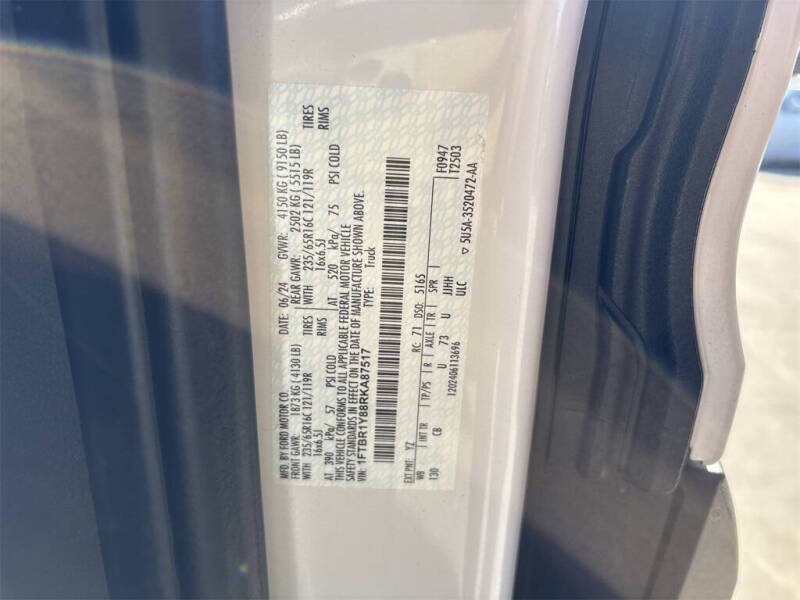 MFD. BY FORD MOTOR CO. DATE: 06/24 GVWR: 4150 KG ( 9150 LB)
FRONT GAWR: 1873 KG ( 4130 LB) REAR GAWR: 2502 KG ( 5515 LB)
WITH 235/65R16C 121/119R TIRES WITH 235/65R16C 121/119R TIRES
16x6.5J RIMS 16x6.5J RIMS
AT 390 kPa/ 57 PSI COLD AT 520 kPa/ 75 PSI COLD
THIS VEHICLE CONFORMS TO ALL APPLICABLE FEDERAL MOTOR VEHICLE
SAFETY STANDARDS IN EFFECT ON THE DATE OF MANUFACTURE SHOWN ABOVE.
1FTBR1Y88RKA87517 TYPE: Truck
F0947
T2503
EXT PNT: YZ RC: 71 DSO: 5165
WB INT TR TP/PS R AXLE TR SPR
130 CB U 73 U JJHH
1202406113696 ULC
▽ 5U5A-3520472-AA